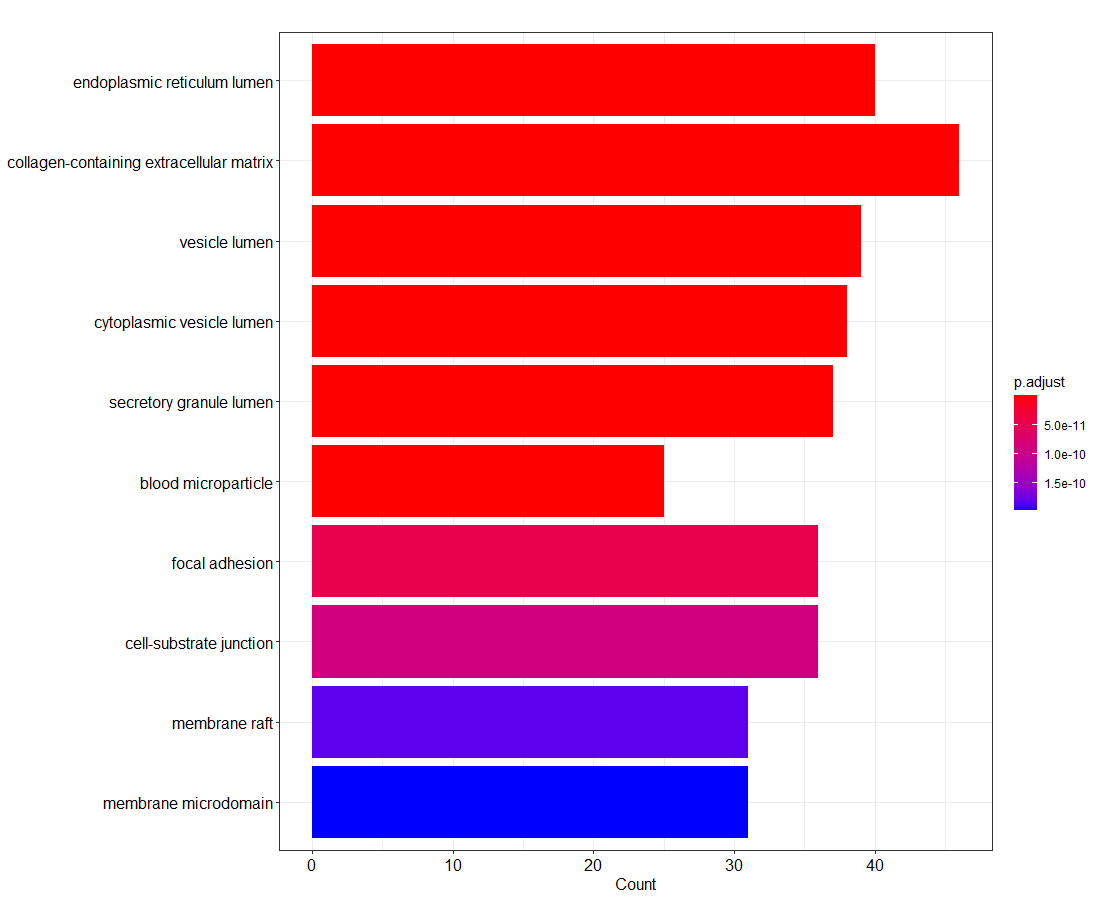 endoplasmic reticulum lumen
collagen-containing extracellular matrix
vesicle lumen
cytoplasmic vesicle lumen
secretory granule lumen
blood microparticle
focal adhesion
cell-substrate junction
membrane raft
membrane microdomain
0 10 20 30 40
Count
p.adjust
5.0e-11
1.0e-10
1.5e-10